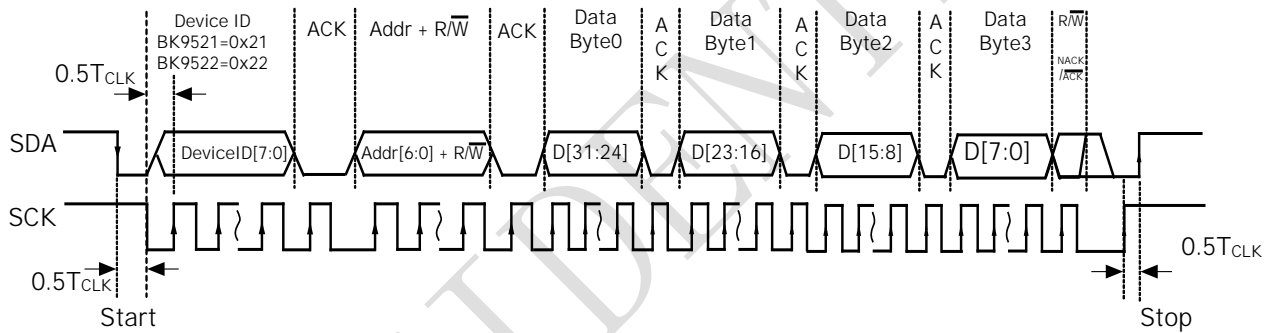 Device ID
BK9521=0x21
BK9522=0x22
ACK
Addr + R/W
ACK
Data
Byte0
A
C
K
Data
Byte1
A
C
K
Data
Byte2
A
C
K
Data
Byte3
R/W
NACK
/ACK
0.5TCLK
SDA
DeviceID[7:0]
Addr[6:0] + R/W
D[31:24]
D[23:16]
D[15:8]
D[7:0]
SCK
0.5TCLK
0.5TCLK
Start
Stop